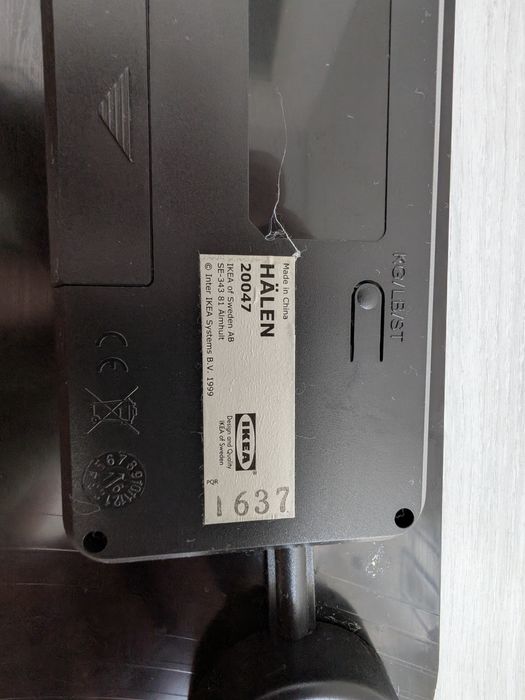 Made in China
HÄLEN
20047
IKEA of Sweden AB
SE-343 81 Älmhult
© Inter IKEA Systems B.V. 1999
IKEA
Design and Quality
IKEA of Sweden
1637
KG/LB/ST
CE